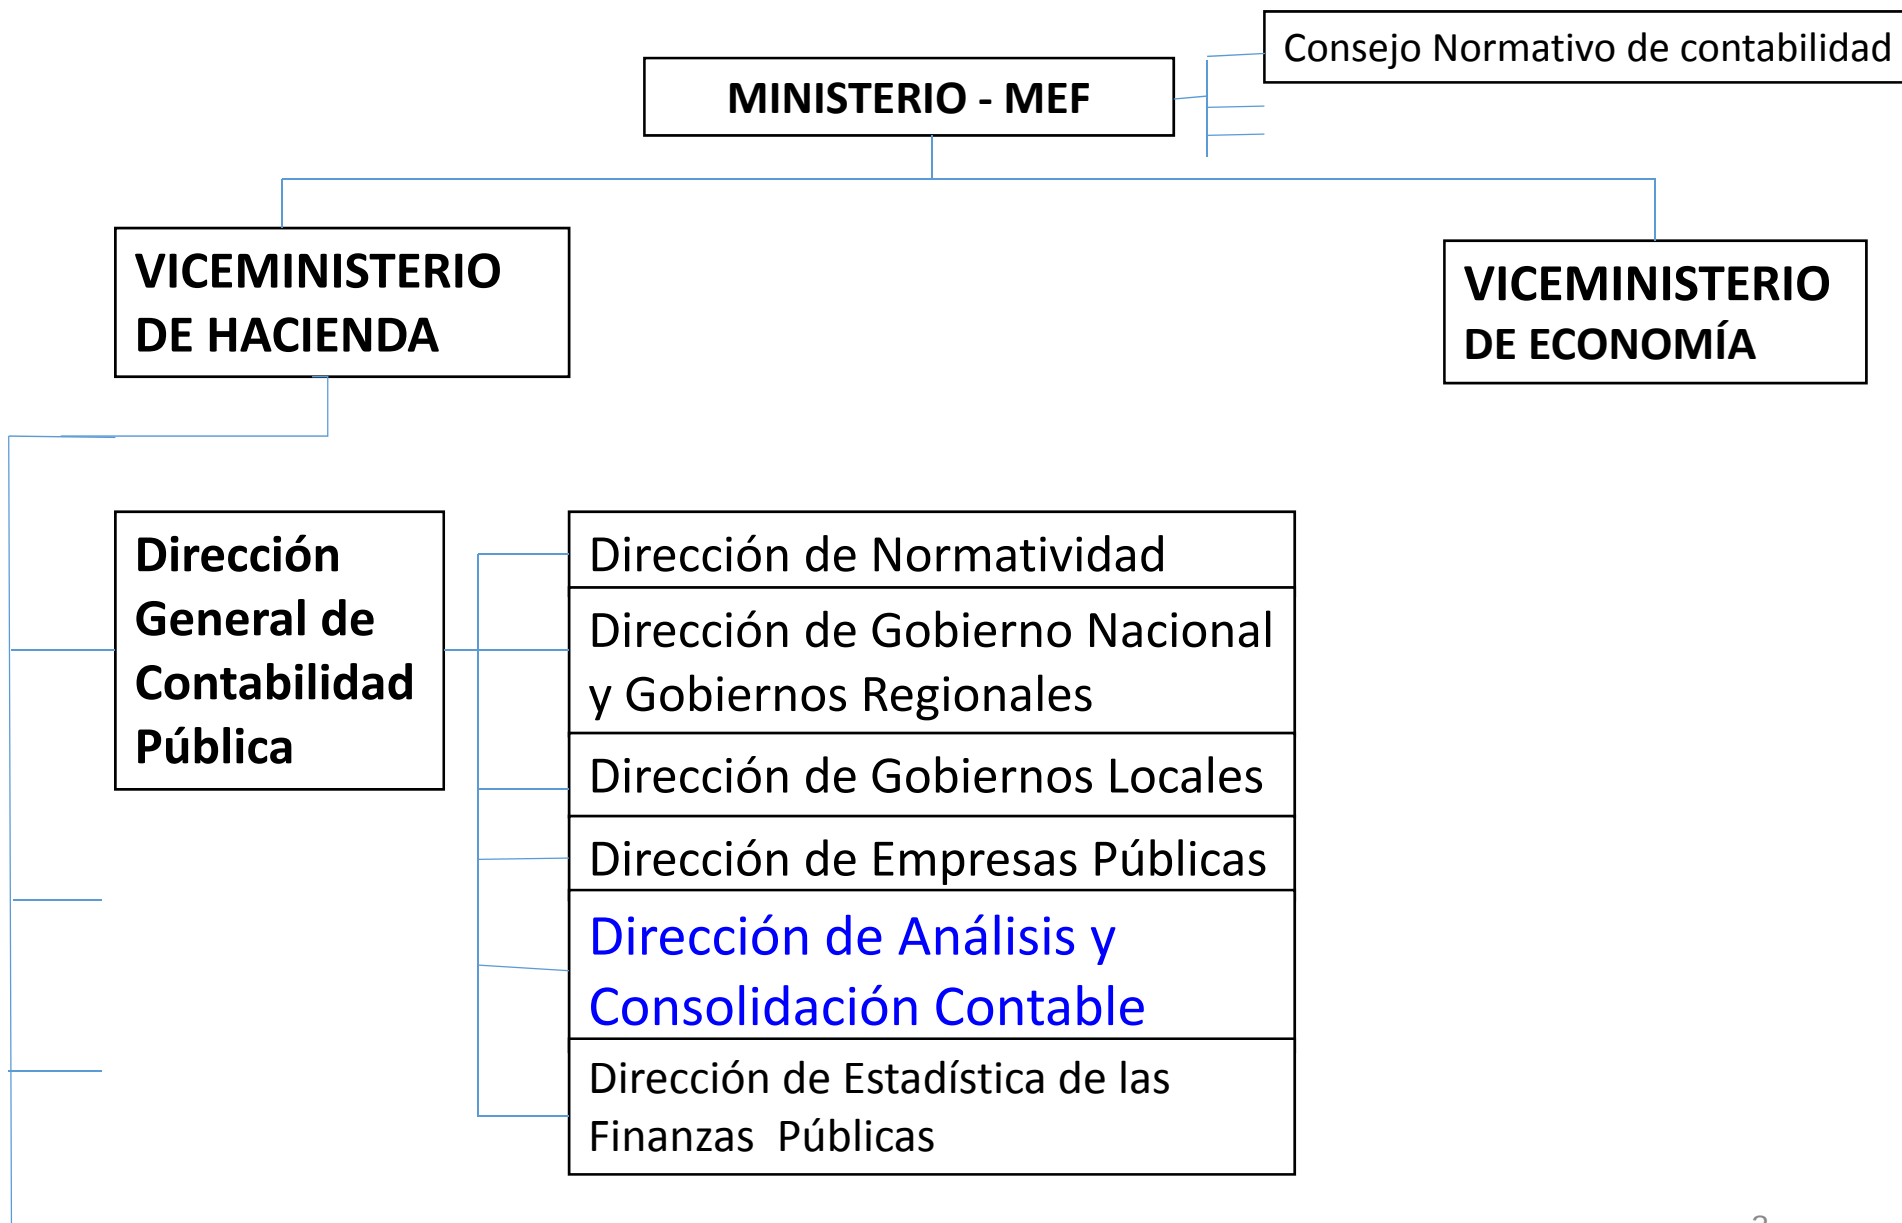 Consejo Normativo de contabilidad
MINISTERIO - MEF
VICEMINISTERIO
DE HACIENDA
VICEMINISTERIO
DE ECONOMÍA
Dirección
General de
Contabilidad
Pública
Dirección de Normatividad
Dirección de Gobierno Nacional
y Gobiernos Regionales
Dirección de Gobiernos Locales
Dirección de Empresas Públicas
Dirección de Análisis y
Consolidación Contable
Dirección de Estadística de las
Finanzas  Públicas